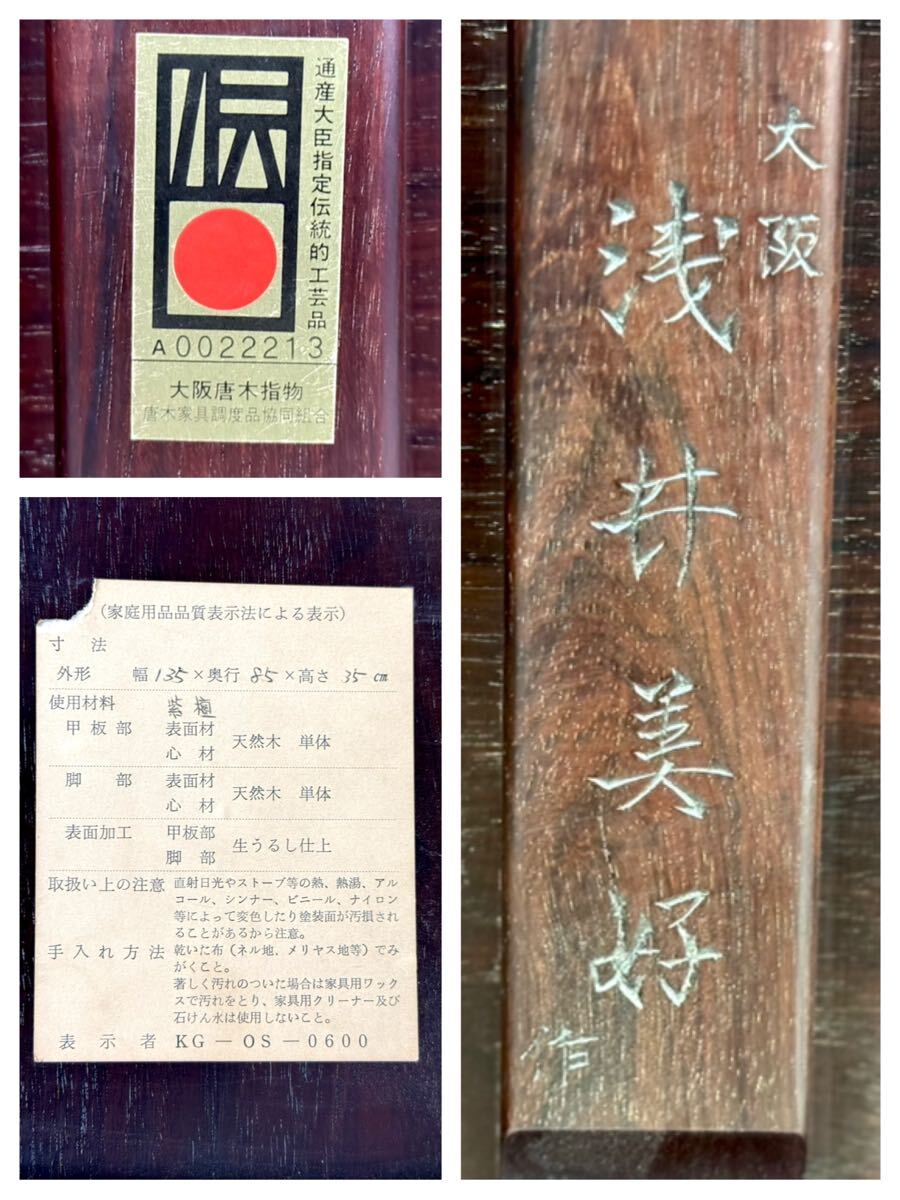 伝
通産大臣指定伝統的工芸品
A0022213
大阪唐木指物
唐木家具調度品協同組合
(家庭用品品質表示法による表示)
寸 法
外形 幅 135 × 奥行 85 × 高さ 35 cm
使用材料 紫檀
甲板部 表面材 心材 天然木 単体
脚部 表面材 心材 天然木 単体
表面加工 甲板部 脚部 生うるし仕上
取扱い上の注意 直射日光やストーブ等の熱、熱湯、アル
コール、シンナー、ビニール、ナイロン
等によって変色したり塗装面が汚損され
ることがあるから注意。
手入れ方法 乾いた布(ネル地、メリヤス地等)でみ
がくこと。
著しく汚れのついた場合は家具用ワック
スで汚れをとり、家具用クリーナー及び
石けん水は使用しないこと。
表示者 KG-OS-0600
大阪
浅井美好
作